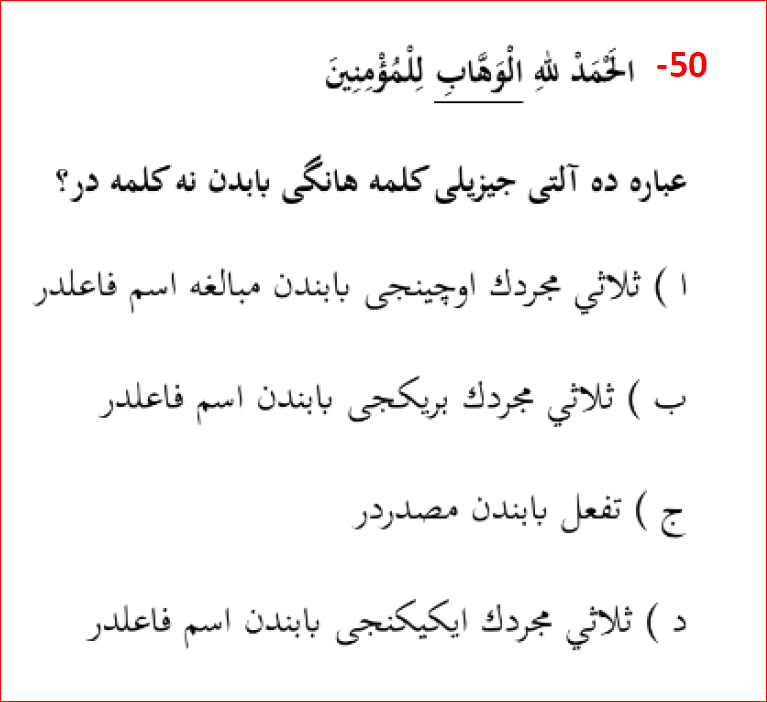 50- الَحْمَدْ للهِ الْوَهَّابِ لِلْمُؤْمِنِينَ
عباره ده آلتی جیزیلی کلمه هانگی بابدن نه کلمه در؟
ا ) ثلاثي مجردك اوچینجی بابندن مبالغه اسم فاعلدر
ب ) ثلاثي مجردك بریکجی بابندن اسم فاعلدر
ج ) تفعل بابندن مصدردر
د ) ثلاثي مجردك ایکیکنجی بابندن اسم فاعلدر